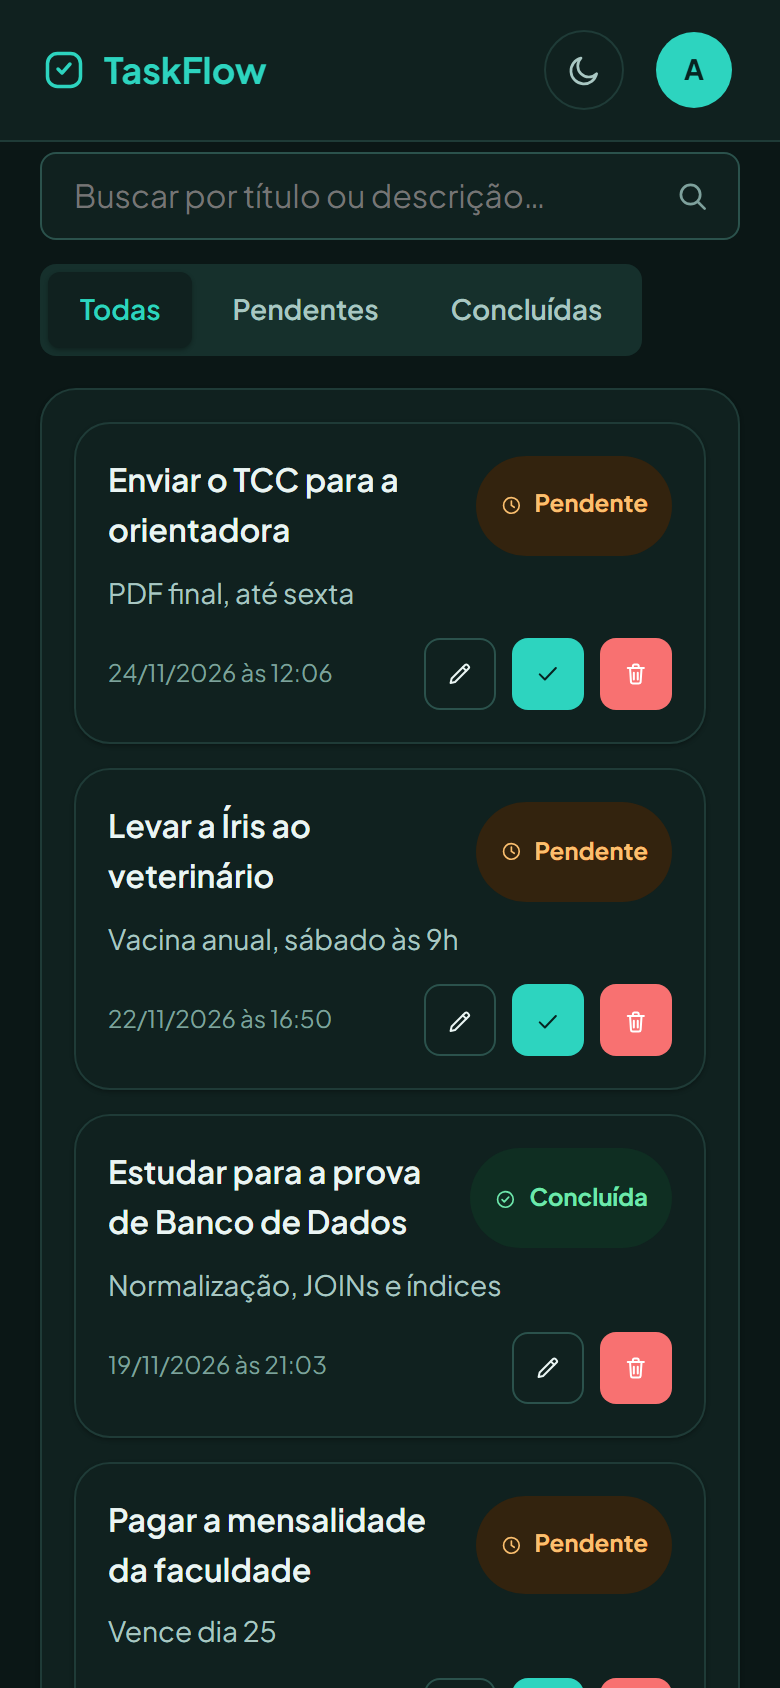 TaskFlow
A
Buscar por título ou descrição...
Todas
Pendentes
Concluídas
Enviar o TCC para a
orientadora
Pendente
PDF final, até sexta
24/11/2026 às 12:06
Levar a Íris ao
veterinário
Pendente
Vacina anual, sábado às 9h
22/11/2026 às 16:50
Estudar para a prova
de Banco de Dados
Concluída
Normalização, JOINs e índices
19/11/2026 às 21:03
Pagar a mensalidade
da faculdade
Pendente
Vence dia 25